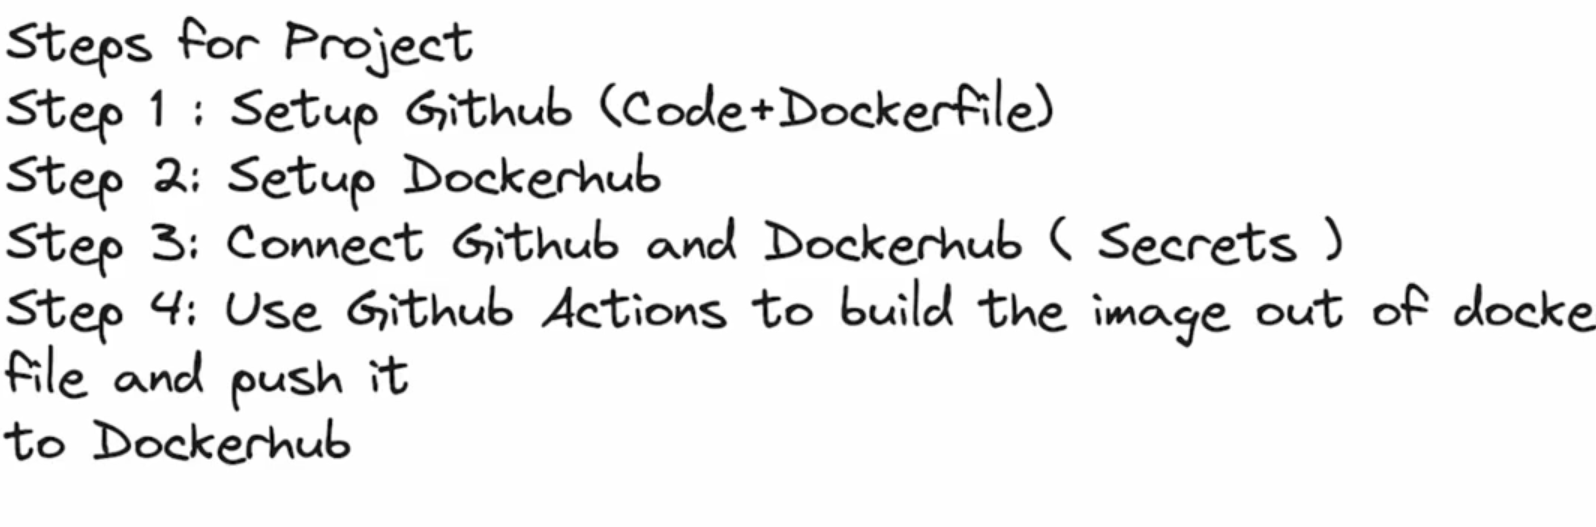 Steps for Project
Step 1 : Setup Github (Code+Dockerfile)
Step 2: Setup Dockerhub
Step 3: Connect Github and Dockerhub ( Secrets )
Step 4: Use Github Actions to build the image out of docke
file and push it
to Dockerhub